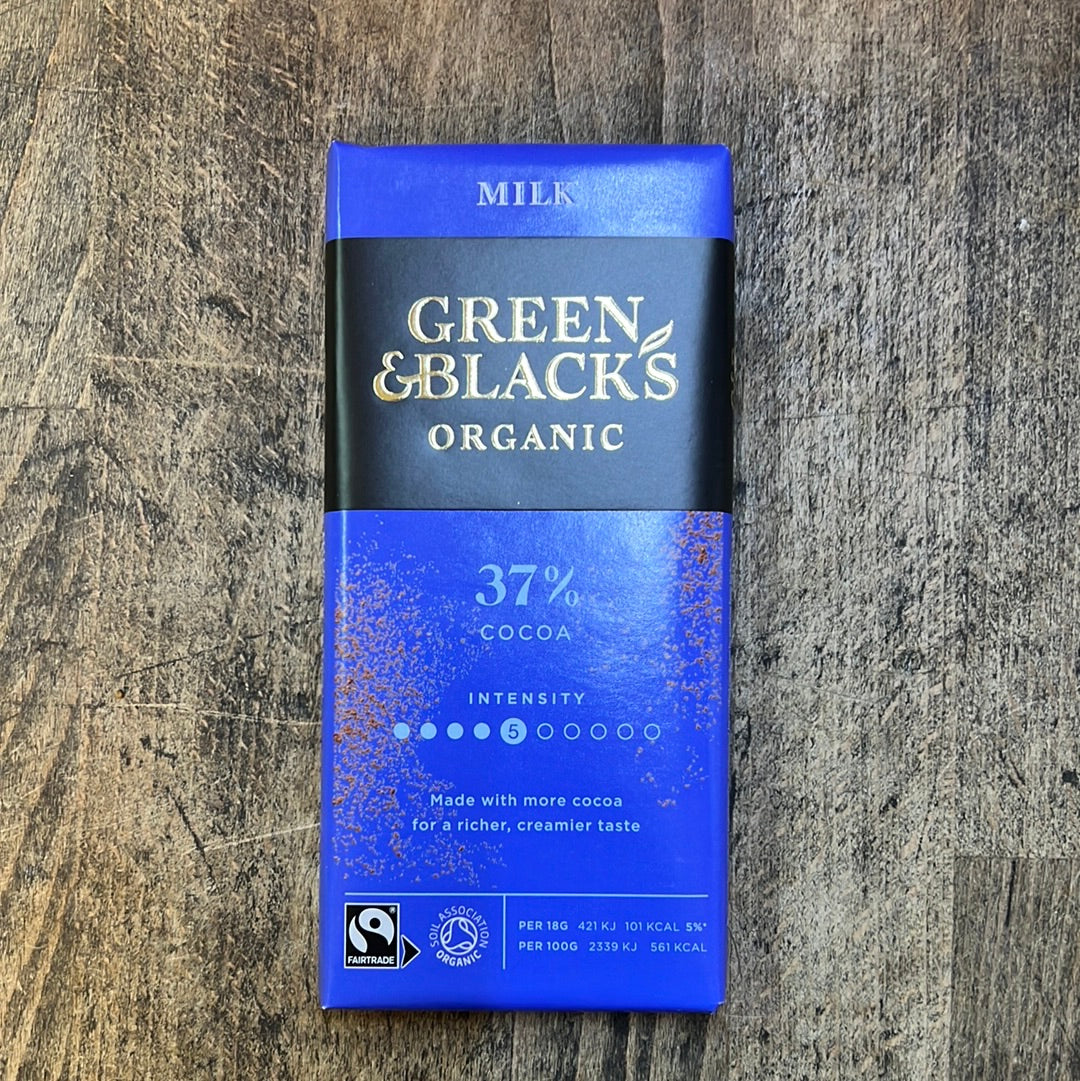 MILK
GREEN
&BLACK'S
ORGANIC
37%
COCOA
INTENSITY
5
Made with more cocoa
for a richer, creamier taste
FAIRTRADE
®
SOIL ASSOCIATION
ORGANIC
PER 18G 421 KJ 101 KCAL 5%*
PER 100G 2339 KJ 561 KCAL